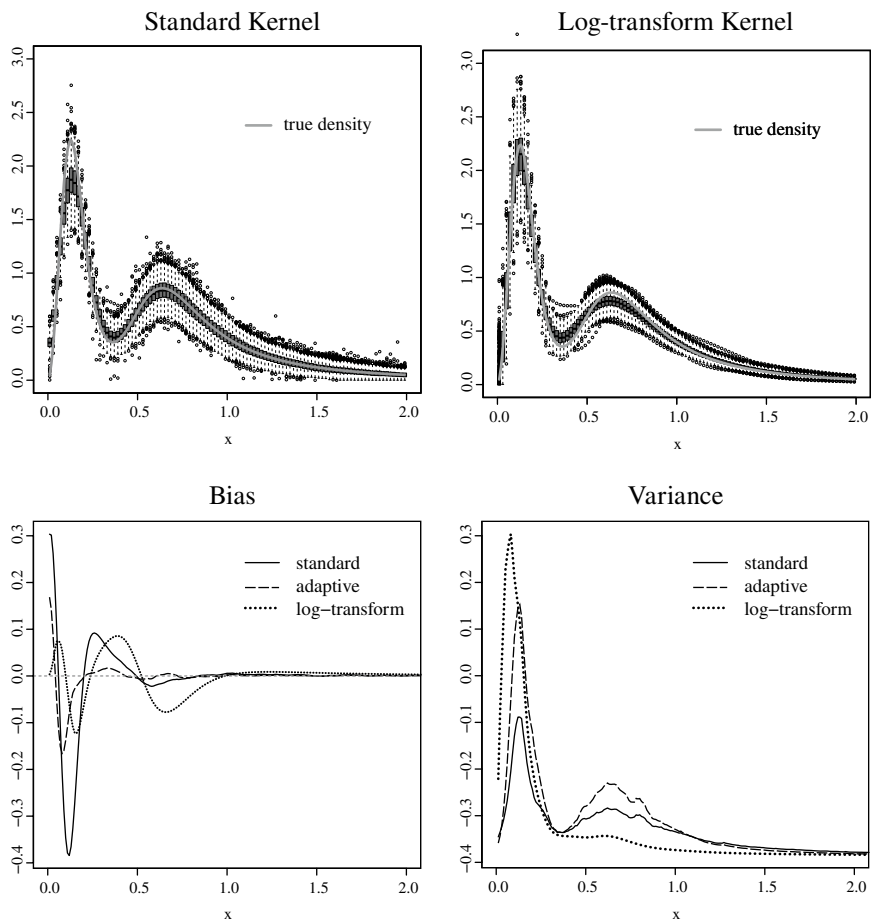 Standard Kernel
3.0
2.5
2.0
1.5
1.0
0.5
0.0
true density
0.0 0.5 1.0 1.5 2.0
x
Log-transform Kernel
3.0
2.5
2.0
1.5
1.0
0.5
0.0
true density
0.0 0.5 1.0 1.5 2.0
x
Bias
0.3
0.2
0.1
0.0
−0.1
−0.2
−0.3
−0.4
standard
adaptive
log−transform
0.0 0.5 1.0 1.5 2.0
x
Variance
0.3
0.2
0.1
0.0
−0.1
−0.2
−0.3
−0.4
standard
adaptive
log−transform
0.0 0.5 1.0 1.5 2.0
x